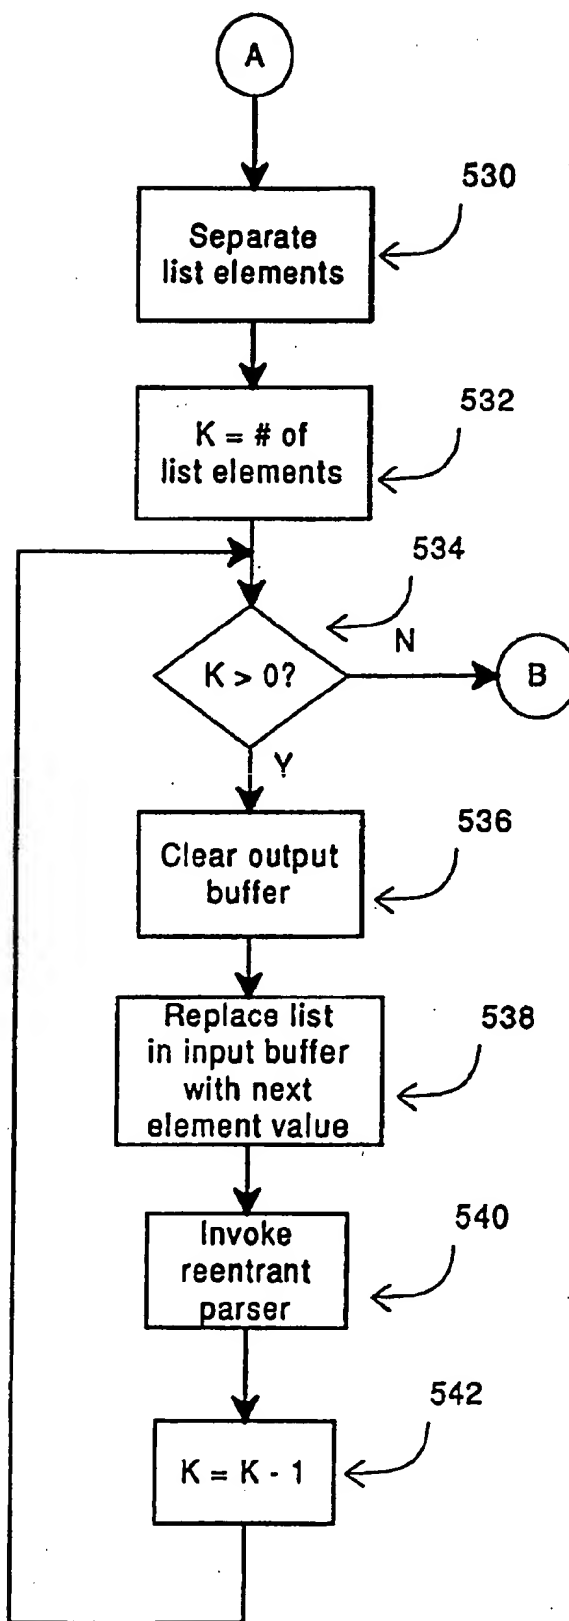 A
530
Separate
list elements
532
K = # of
list elements
534
N
K > 0?
B
Y
536
Clear output
buffer
538
Replace list
in input buffer
with next
element value
540
Invoke
reentrant
parser
542
K = K - 1